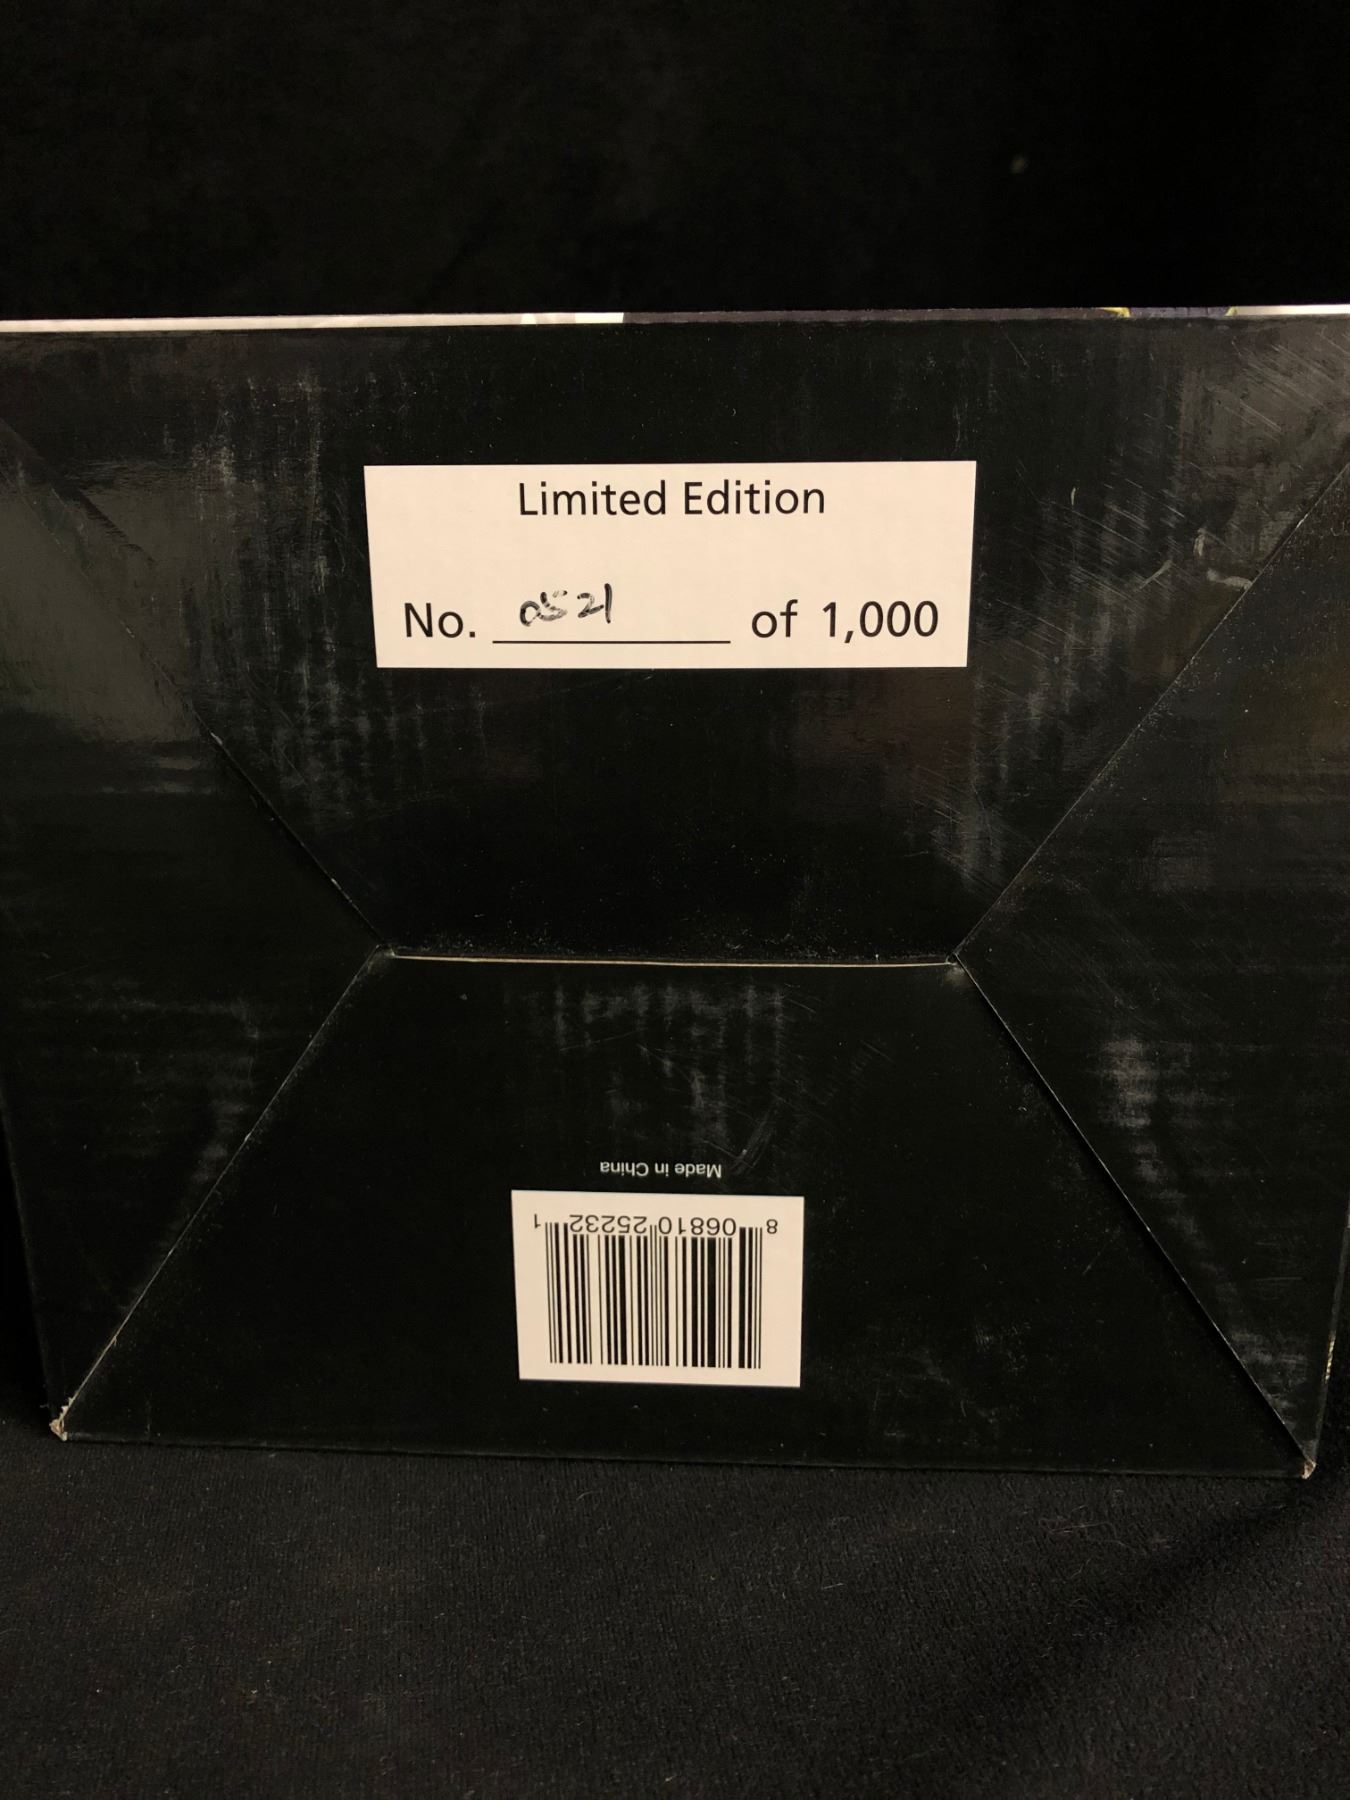 Limited Edition
No. 0521 of 1,000
Made in China
8 06810 25232 1